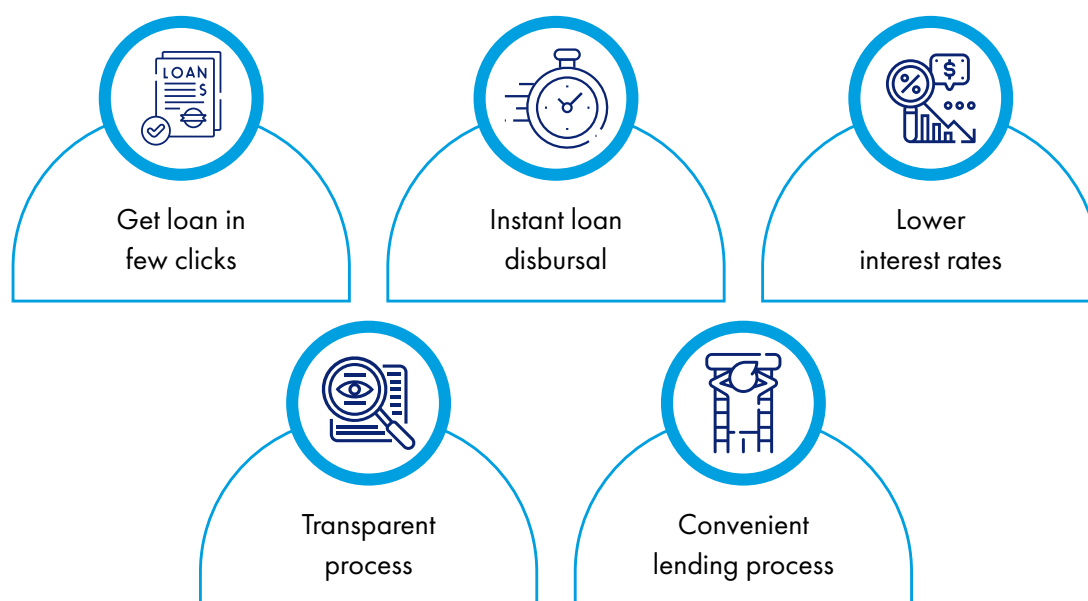 LOAN
$
$
%
Get loan in
few clicks
Instant loan
disbursal
Lower
interest rates
Transparent
process
Convenient
lending process